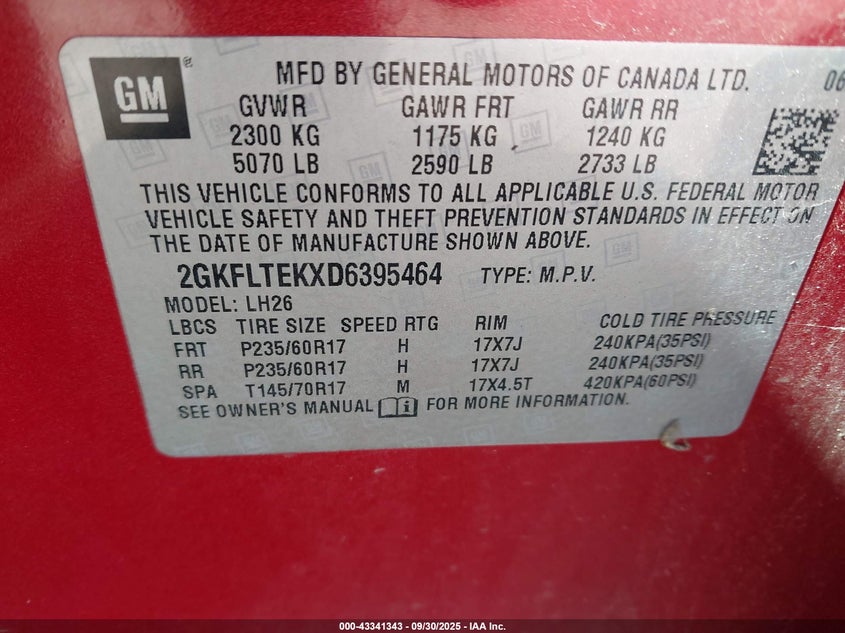 GM ® MFD BY GENERAL MOTORS OF CANADA LTD. 06
GVWR GAWR FRT GAWR RR
2300 KG 1175 KG 1240 KG
5070 LB 2590 LB 2733 LB
THIS VEHICLE CONFORMS TO ALL APPLICABLE U.S. FEDERAL MOTOR
VEHICLE SAFETY AND THEFT PREVENTION STANDARDS IN EFFECT ON
THE DATE OF MANUFACTURE SHOWN ABOVE.
2GKFLTEKXD6395464 TYPE: M.P.V.
MODEL: LH26
LBCS TIRE SIZE SPEED RTG RIM COLD TIRE PRESSURE
FRT P235/60R17 H 17X7J 240KPA(35PSI)
RR P235/60R17 H 17X7J 240KPA(35PSI)
SPA T145/70R17 M 17X4.5T 420KPA(60PSI)
SEE OWNER'S MANUAL i FOR MORE INFORMATION.
000-43341343 - 09/30/2025 - IAA Inc.